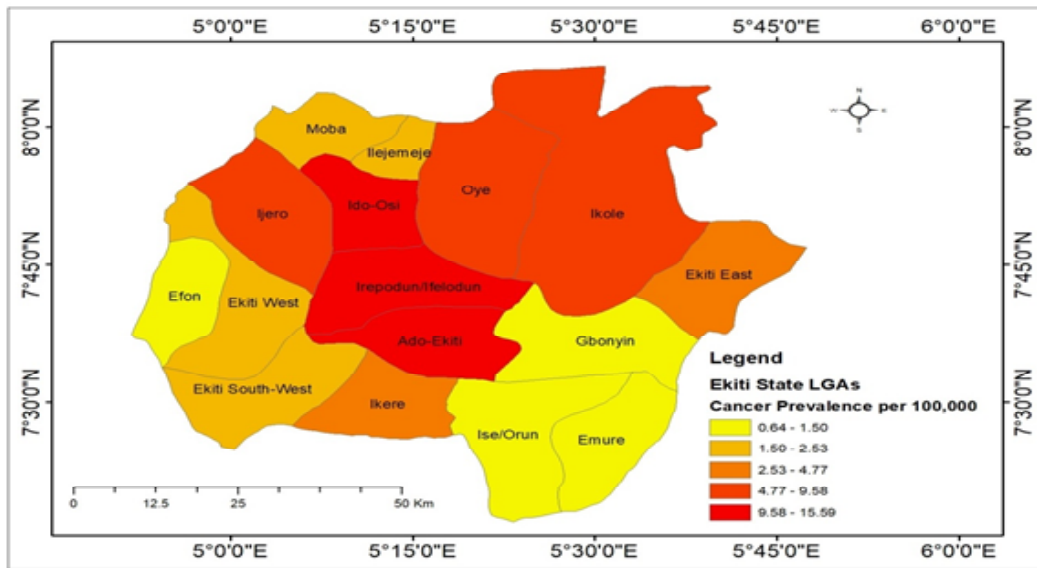 5°0'0"E 5°15'0"E 5°30'0"E 5°45'0"E 6°0'0"E
N
W E
S
8°0'0"N 8°0'0"N
Moba
Ilejemeje
Oye
Ijero Ido-Osi Ikole
7°45'0"N 7°45'0"N
Ekiti East
Efon Ekiti West Irepodun/Ifelodun
Ado-Ekiti Gbonyin
Legend
Ekiti State LGAs
Cancer Prevalence per 100,000
0.64 - 1.50
1.50 - 2.53
2.53 - 4.77
4.77 - 9.58
9.58 - 15.59
Ekiti South-West Ikere
7°30'0"N 7°30'0"N
Ise/Orun Emure
0 12.5 25 50 Km
5°0'0"E 5°15'0"E 5°30'0"E 5°45'0"E 6°0'0"E